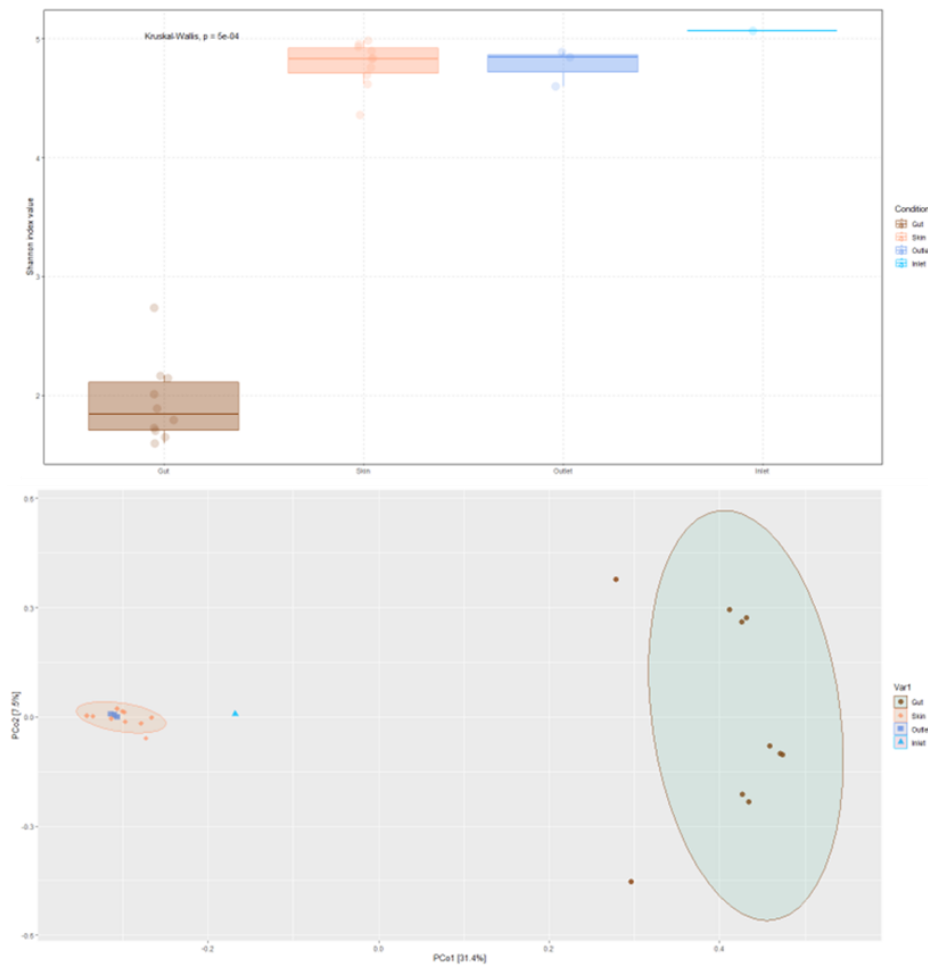 Kruskal-Wallis, p = 5e-04
5
4
3
2
Shannon index value
Gut
Skin
Outlet
Inlet
Condition
Gut
Skin
Outle
Inlet
0.6
0.3
0.0
-0.3
-0.6
PCo2 [7.5%]
-0.2
0.0
0.2
0.4
PCo1 [31.4%]
Var1
Gut
Skin
Outle
Inlet